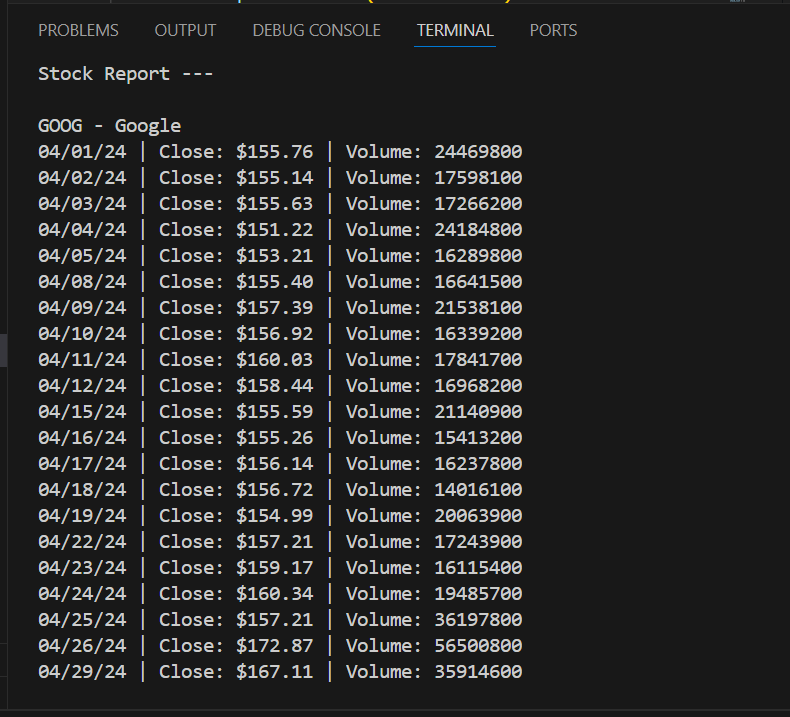 PROBLEMS OUTPUT DEBUG CONSOLE TERMINAL PORTS
Stock Report ---
GOOG - Google
04/01/24 | Close: $155.76 | Volume: 24469800
04/02/24 | Close: $155.14 | Volume: 17598100
04/03/24 | Close: $155.63 | Volume: 17266200
04/04/24 | Close: $151.22 | Volume: 24184800
04/05/24 | Close: $153.21 | Volume: 16289800
04/08/24 | Close: $155.40 | Volume: 16641500
04/09/24 | Close: $157.39 | Volume: 21538100
04/10/24 | Close: $156.92 | Volume: 16339200
04/11/24 | Close: $160.03 | Volume: 17841700
04/12/24 | Close: $158.44 | Volume: 16968200
04/15/24 | Close: $155.59 | Volume: 21140900
04/16/24 | Close: $155.26 | Volume: 15413200
04/17/24 | Close: $156.14 | Volume: 16237800
04/18/24 | Close: $156.72 | Volume: 14016100
04/19/24 | Close: $154.99 | Volume: 20063900
04/22/24 | Close: $157.21 | Volume: 17243900
04/23/24 | Close: $159.17 | Volume: 16115400
04/24/24 | Close: $160.34 | Volume: 19485700
04/25/24 | Close: $157.21 | Volume: 36197800
04/26/24 | Close: $172.87 | Volume: 56500800
04/29/24 | Close: $167.11 | Volume: 35914600